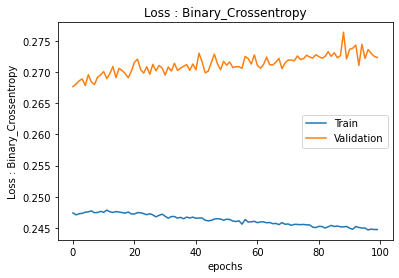 Loss : Binary_Crossentropy
Loss : Binary_Crossentropy
0.275
0.270
0.265
0.260
0.255
0.250
0.245
Train
Validation
0 20 40 60 80 100
epochs